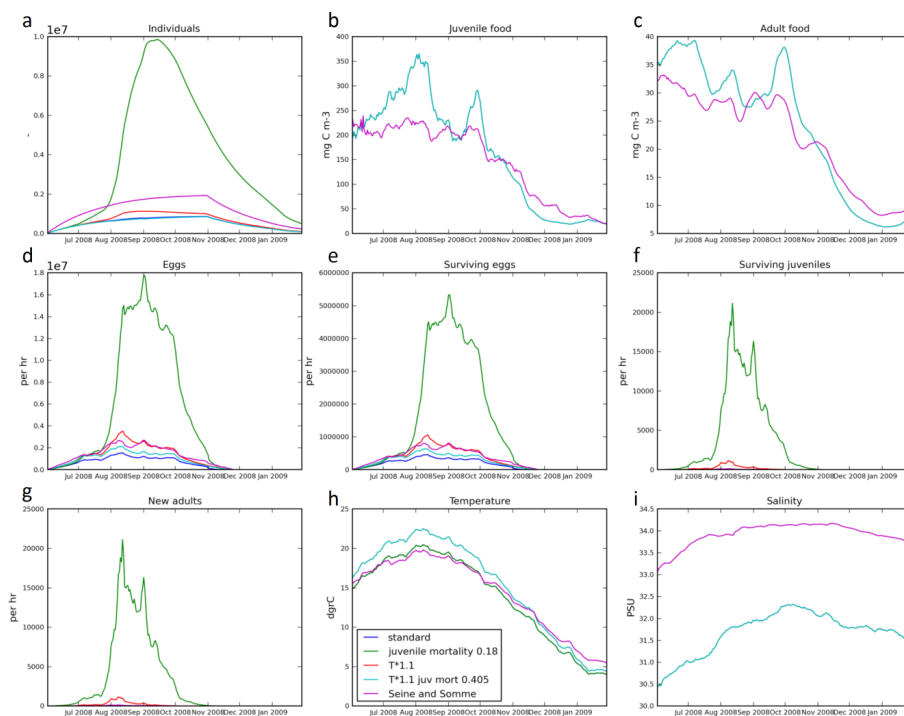 a
Individuals
1e7
1.0
0.8
0.6
0.4
0.2
0.0
Jul 2008 Aug 2008 Sep 2008 Oct 2008 Nov 2008 Dec 2008 Jan 2009
b
Juvenile food
mg C m-3
400
350
300
250
200
150
100
50
0
Jul 2008 Aug 2008 Sep 2008 Oct 2008 Nov 2008 Dec 2008 Jan 2009
c
Adult food
mg C m-3
40
35
30
25
20
15
10
5
Jul 2008 Aug 2008 Sep 2008 Oct 2008 Nov 2008 Dec 2008 Jan 2009
d
Eggs
1e7
per hr
1.8
1.6
1.4
1.2
1.0
0.8
0.6
0.4
0.2
0.0
Jul 2008 Aug 2008 Sep 2008 Oct 2008 Nov 2008 Dec 2008 Jan 2009
e
Surviving eggs
per hr
6000000
5000000
4000000
3000000
2000000
1000000
0
Jul 2008 Aug 2008 Sep 2008 Oct 2008 Nov 2008 Dec 2008 Jan 2009
f
Surviving juveniles
per hr
25000
20000
15000
10000
5000
0
Jul 2008 Aug 2008 Sep 2008 Oct 2008 Nov 2008 Dec 2008 Jan 2009
g
New adults
per hr
25000
20000
15000
10000
5000
0
Jul 2008 Aug 2008 Sep 2008 Oct 2008 Nov 2008 Dec 2008 Jan 2009
h
Temperature
dgrC
25
20
15
10
5
0
standard
juvenile mortality 0.18
T*1.1
T*1.1 juv mort 0.405
Seine and Somme
Jul 2008 Aug 2008 Sep 2008 Oct 2008 Nov 2008 Dec 2008 Jan 2009
i
Salinity
PSU
34.5
34.0
33.5
33.0
32.5
32.0
31.5
31.0
30.5
30.0
Jul 2008 Aug 2008 Sep 2008 Oct 2008 Nov 2008 Dec 2008 Jan 2009